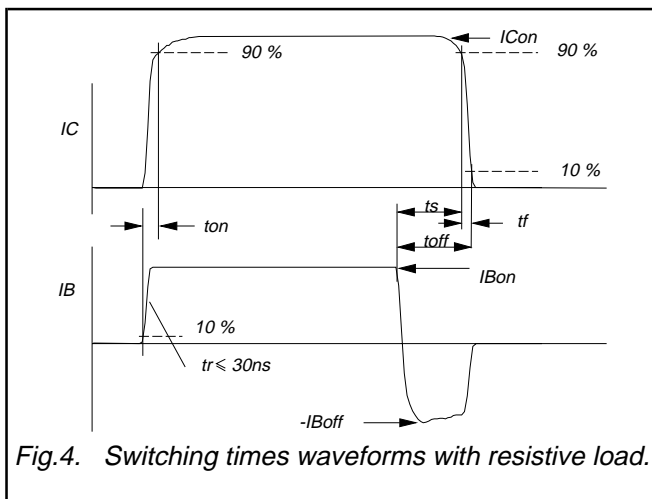 ICon
90 %
90 %
IC
10 %
ts
ton
tf
toff
IBon
IB
10 %
tr ≤ 30ns
-IBoff
Fig.4. Switching times waveforms with resistive load.